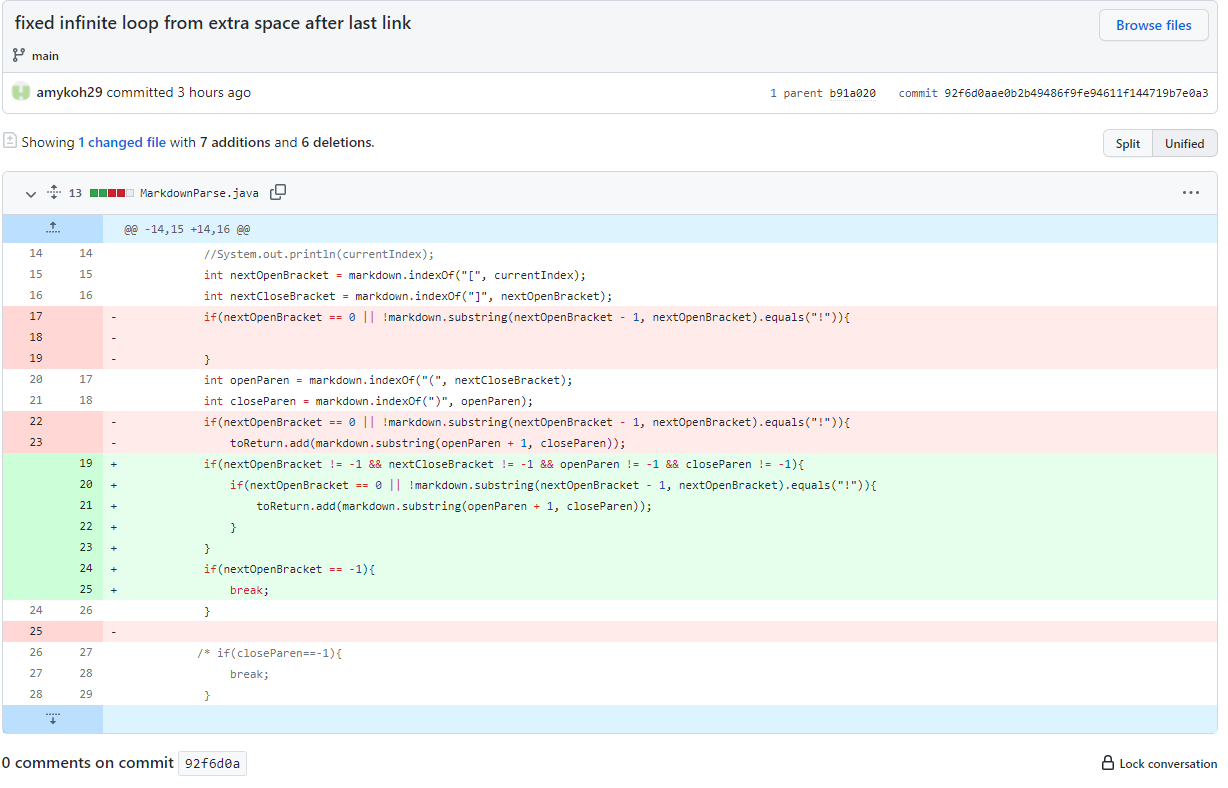 fixed infinite loop from extra space after last link
Browse files
main
amykoh29 committed 3 hours ago
1 parent b91a020 commit 92f6d0aae0b2b49486f9fe94611f144719b7e0a3
Showing 1 changed file with 7 additions and 6 deletions.
Split Unified
13 MarkdownParse.java
@@ -14,15 +14,16 @@
14 14 //System.out.println(currentIndex);
15 15 int nextOpenBracket = markdown.indexOf("[", currentIndex);
16 16 int nextCloseBracket = markdown.indexOf("]", nextOpenBracket);
17 - if(nextOpenBracket == 0 || !markdown.substring(nextOpenBracket - 1, nextOpenBracket).equals("!")){
18 -
19 - }
20 17 int openParen = markdown.indexOf("(", nextCloseBracket);
21 18 int closeParen = markdown.indexOf(")", openParen);
22 - if(nextOpenBracket == 0 || !markdown.substring(nextOpenBracket - 1, nextOpenBracket).equals("!")){
23 - toReturn.add(markdown.substring(openParen + 1, closeParen));
19 + if(nextOpenBracket != -1 && nextCloseBracket != -1 && openParen != -1 && closeParen != -1){
20 + if(nextOpenBracket == 0 || !markdown.substring(nextOpenBracket - 1, nextOpenBracket).equals("!")){
21 + toReturn.add(markdown.substring(openParen + 1, closeParen));
22 + }
23 + }
24 + if(nextOpenBracket == -1){
25 + break;
24 26 }
25 -
26 27 /* if(closeParen==-1){
27 28 break;
28 29 }
0 comments on commit 92f6d0a
Lock conversation